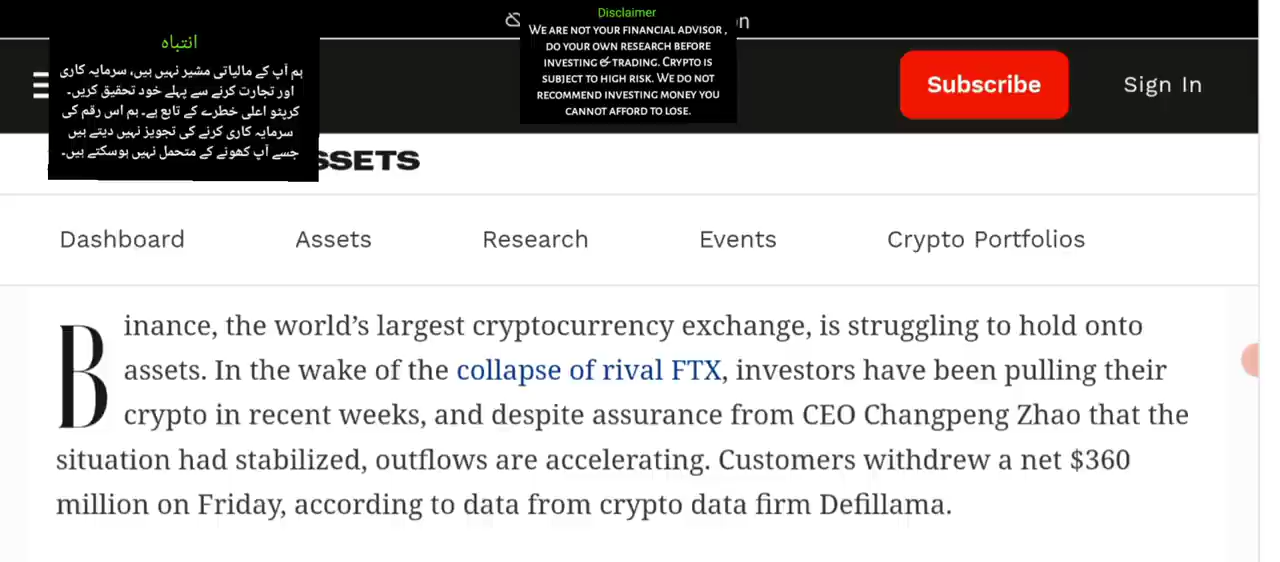 Disclaimer
We are not your financial advisor ,
do your own research before
investing & trading. Crypto is
subject to high risk. We do not
recommend investing money you
cannot afford to lose.
انتباہ
ہم آپ کے مالیاتی مشیر نہیں ہیں، سرمایہ کاری
اور تجارت کرنے سے پہلے خود تحقیق کریں۔
کرپٹو اعلی خطرے کے تابع ہے۔ ہم اس رقم کی
سرمایہ کاری کرنے کی تجویز نہیں دیتے ہیں
جسے آپ کھونے کے متحمل نہیں ہوسکتے ہیں۔
Subscribe
Sign In
SSETS
Dashboard Assets Research Events Crypto Portfolios
Binance, the world’s largest cryptocurrency exchange, is struggling to hold onto
assets. In the wake of the collapse of rival FTX, investors have been pulling their
crypto in recent weeks, and despite assurance from CEO Changpeng Zhao that the
situation had stabilized, outflows are accelerating. Customers withdrew a net $360
million on Friday, according to data from crypto data firm Defillama.